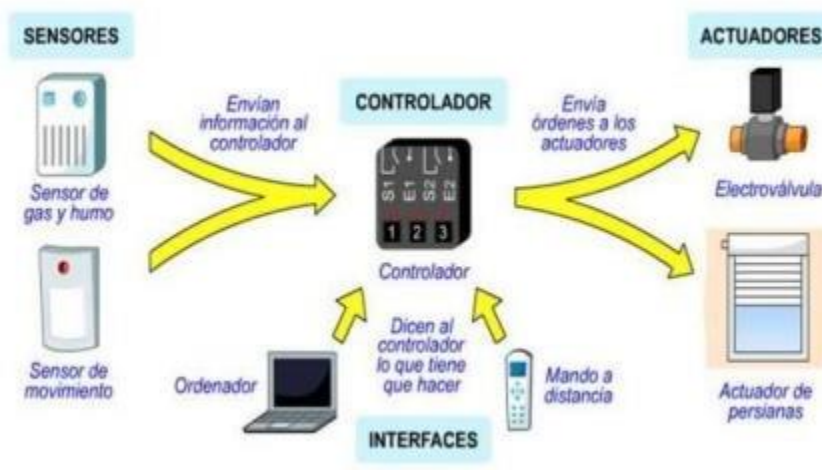 SENSORES
Sensor de
gas y humo
Sensor de
movimiento
Envían
información al
controlador
CONTROLADOR
S1 E1 S2 E2
1 2 3
Controlador
Envía
órdenes a los
actuadores
ACTUADORES
Electroválvula
Actuador de
persianas
Ordenador
Dicen al
controlador
lo que tiene
que hacer
Mando a
distancia
INTERFACES